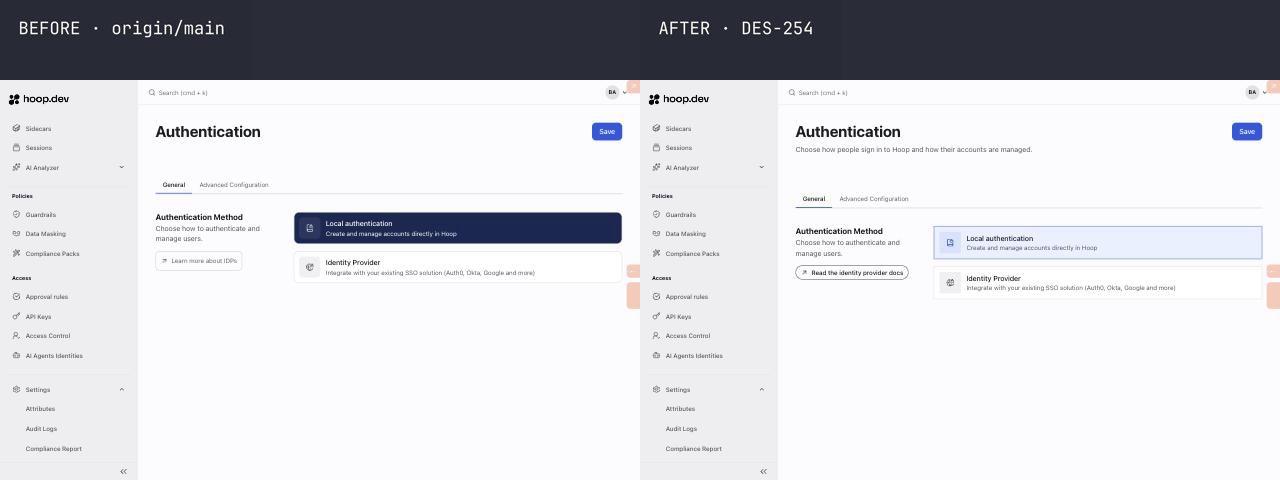 BEFORE · origin/main
hoop.dev
Search (cmd + k)
BA
Sidecars
Sessions
AI Analyzer
Policies
Guardrails
Data Masking
Compliance Packs
Access
Approval rules
API Keys
Access Control
AI Agents Identities
Settings
Attributes
Audit Logs
Compliance Report
Authentication
Save
General
Advanced Configuration
Authentication Method
Choose how to authenticate and
manage users.
Learn more about IDPs
Local authentication
Create and manage accounts directly in Hoop
Identity Provider
Integrate with your existing SSO solution (Auth0, Okta, Google and more)
AFTER · DES-254
hoop.dev
Search (cmd + k)
BA
Sidecars
Sessions
AI Analyzer
Policies
Guardrails
Data Masking
Compliance Packs
Access
Approval rules
API Keys
Access Control
AI Agents Identities
Settings
Attributes
Audit Logs
Compliance Report
Authentication
Save
Choose how people sign in to Hoop and how their accounts are managed.
General
Advanced Configuration
Authentication Method
Choose how to authenticate and
manage users.
Read the identity provider docs
Local authentication
Create and manage accounts directly in Hoop
Identity Provider
Integrate with your existing SSO solution (Auth0, Okta, Google and more)